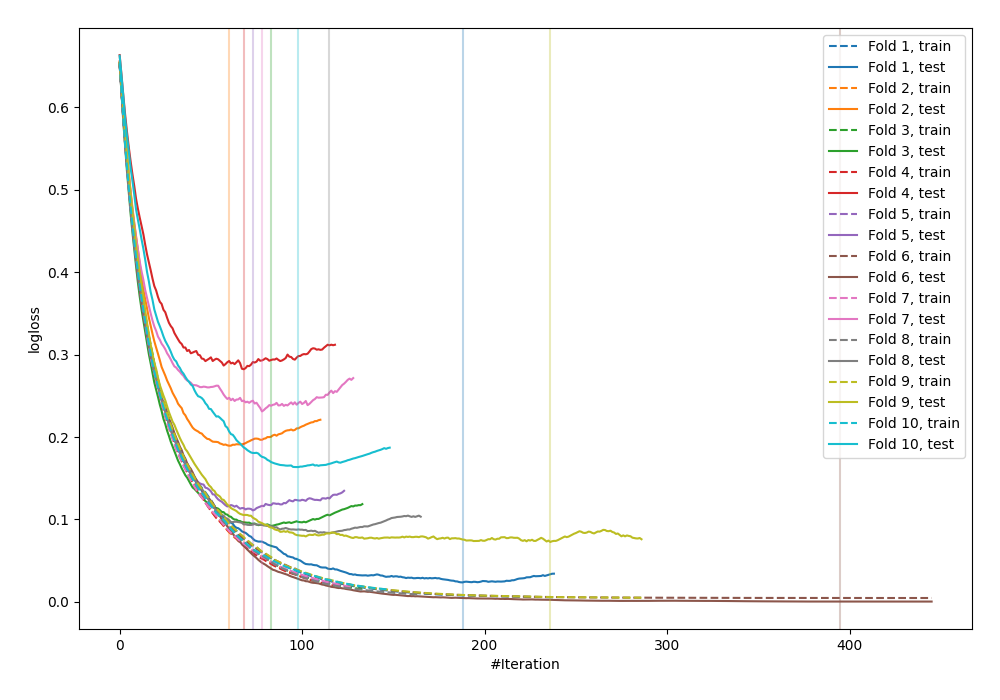 0.6
0.5
0.4
0.3
0.2
0.1
0.0
logloss
0
100
200
300
400
#Iteration
Fold 1, train
Fold 1, test
Fold 2, train
Fold 2, test
Fold 3, train
Fold 3, test
Fold 4, train
Fold 4, test
Fold 5, train
Fold 5, test
Fold 6, train
Fold 6, test
Fold 7, train
Fold 7, test
Fold 8, train
Fold 8, test
Fold 9, train
Fold 9, test
Fold 10, train
Fold 10, test